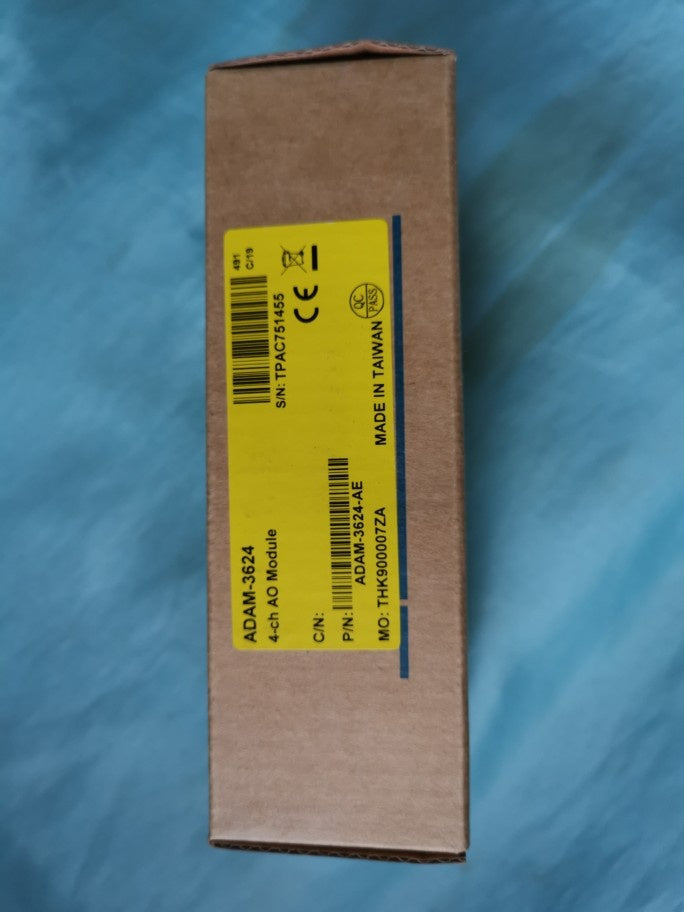 ADAM-3624
4-ch AO Module
491
C/19
S/N: TPAC751455
CE
C/N:
P/N:
ADAM-3624-AE
QC
PASS
MO: THK900007ZA
MADE IN TAIWAN